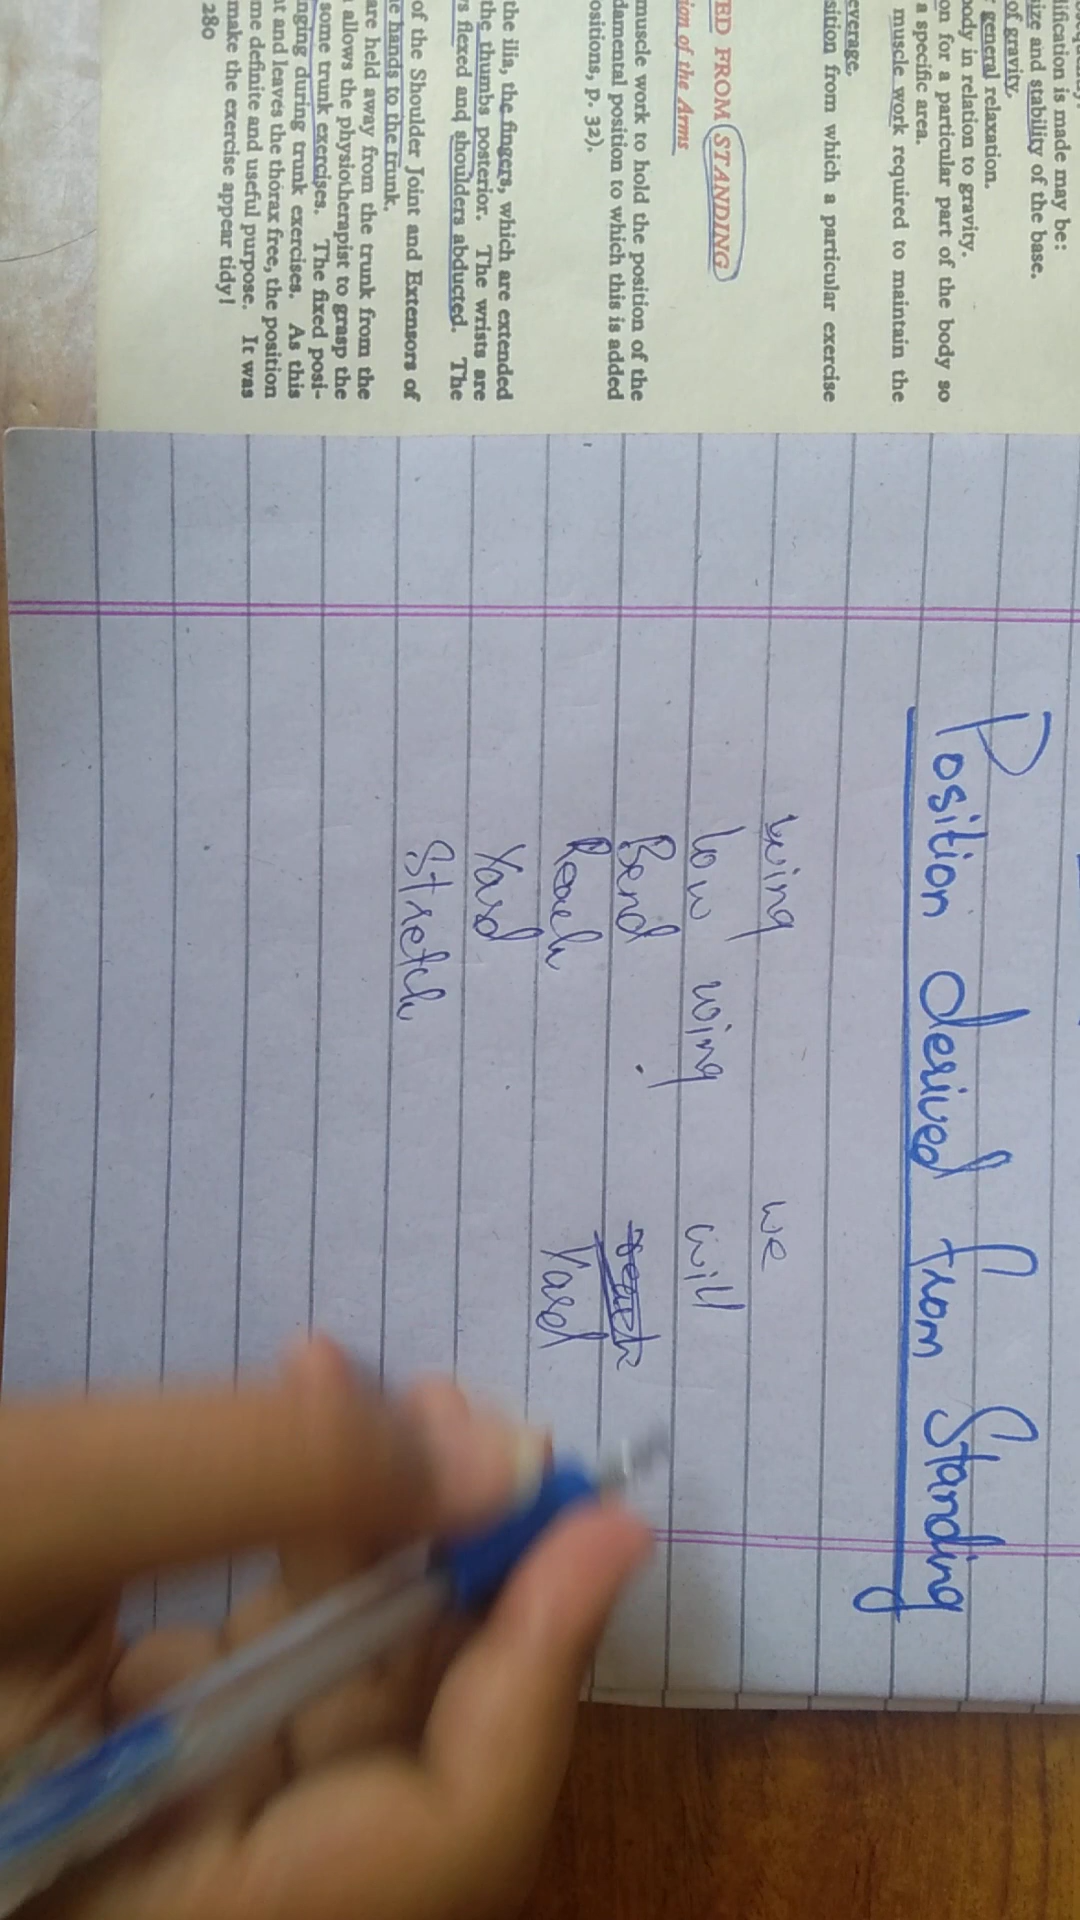 dification is made may be:
ize and stability of the base.
of gravity.
general relaxation.
body in relation to gravity.
on for a particular part of the body so
a specific area.
muscle work required to maintain the
everage.
sition from which a particular exercise
ED FROM STANDING
ion of the Arms
muscle work to hold the position of the
damental position to which this is added
ositions, p. 32).
the ilia, the fingers, which are extended
the thumbs posterior. The wrists are
rs flexed and shoulders abducted. The
of the Shoulder Joint and Extensors of
e hands to the trunk.
are held away from the trunk from the
allows the physiotherapist to grasp the
some trunk exercises. The fixed posi-
nging during trunk exercises. As this
nt and leaves the thorax free, the position
me definite and useful purpose. It was
make the exercise appear tidy!
280
Position derived from Standing
wing we
low wing will
Bend reach
Reach Yard
Yard
Stretch